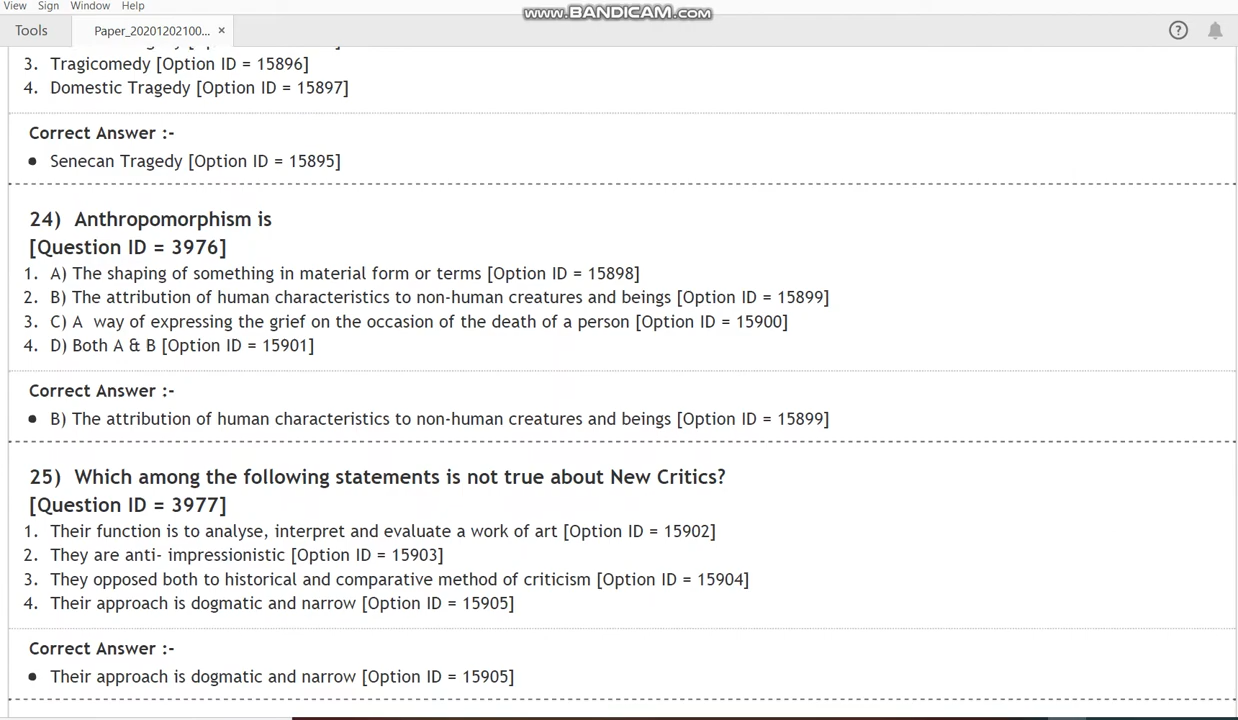 View Sign Window Help
www.BANDICAM.com
Tools Paper_20201202100... ×
3. Tragicomedy [Option ID = 15896]
4. Domestic Tragedy [Option ID = 15897]
Correct Answer :-
• Senecan Tragedy [Option ID = 15895]
24) Anthropomorphism is
[Question ID = 3976]
1. A) The shaping of something in material form or terms [Option ID = 15898]
2. B) The attribution of human characteristics to non-human creatures and beings [Option ID = 15899]
3. C) A way of expressing the grief on the occasion of the death of a person [Option ID = 15900]
4. D) Both A & B [Option ID = 15901]
Correct Answer :-
• B) The attribution of human characteristics to non-human creatures and beings [Option ID = 15899]
25) Which among the following statements is not true about New Critics?
[Question ID = 3977]
1. Their function is to analyse, interpret and evaluate a work of art [Option ID = 15902]
2. They are anti- impressionistic [Option ID = 15903]
3. They opposed both to historical and comparative method of criticism [Option ID = 15904]
4. Their approach is dogmatic and narrow [Option ID = 15905]
Correct Answer :-
• Their approach is dogmatic and narrow [Option ID = 15905]